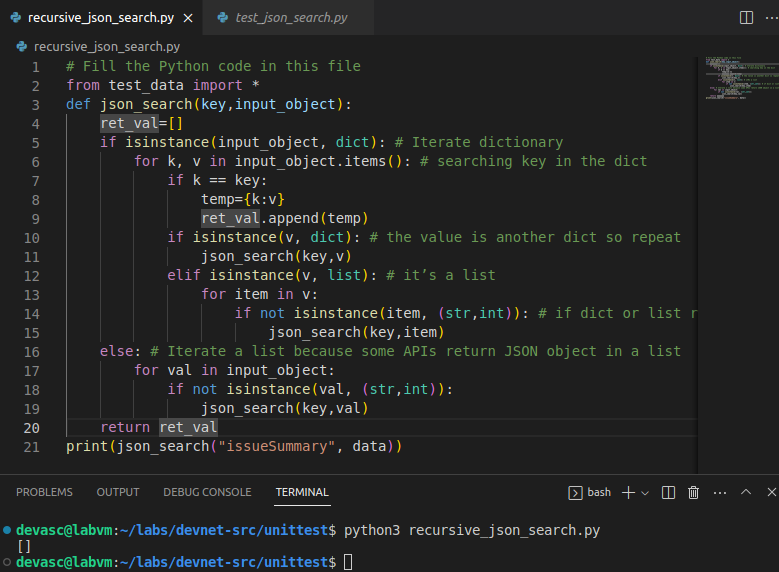 recursive_json_search.py
test_json_search.py
recursive_json_search.py
1 # Fill the Python code in this file
2 from test_data import *
3 def json_search(key,input_object):
4     ret_val=[]
5     if isinstance(input_object, dict): # Iterate dictionary
6         for k, v in input_object.items(): # searching key in the dict
7             if k == key:
8                 temp={k:v}
9                 ret_val.append(temp)
10             if isinstance(v, dict): # the value is another dict so repeat
11                 json_search(key,v)
12             elif isinstance(v, list): # it’s a list
13                 for item in v:
14                     if not isinstance(item, (str,int)): # if dict or list r
15                         json_search(key,item)
16     else: # Iterate a list because some APIs return JSON object in a list
17         for val in input_object:
18             if not isinstance(val, (str,int)):
19                 json_search(key,val)
20     return ret_val
21 print(json_search("issueSummary", data))
PROBLEMS OUTPUT DEBUG CONSOLE TERMINAL bash
devasc@labvm:~/labs/devnet-src/unittest$ python3 recursive_json_search.py
[]
devasc@labvm:~/labs/devnet-src/unittest$